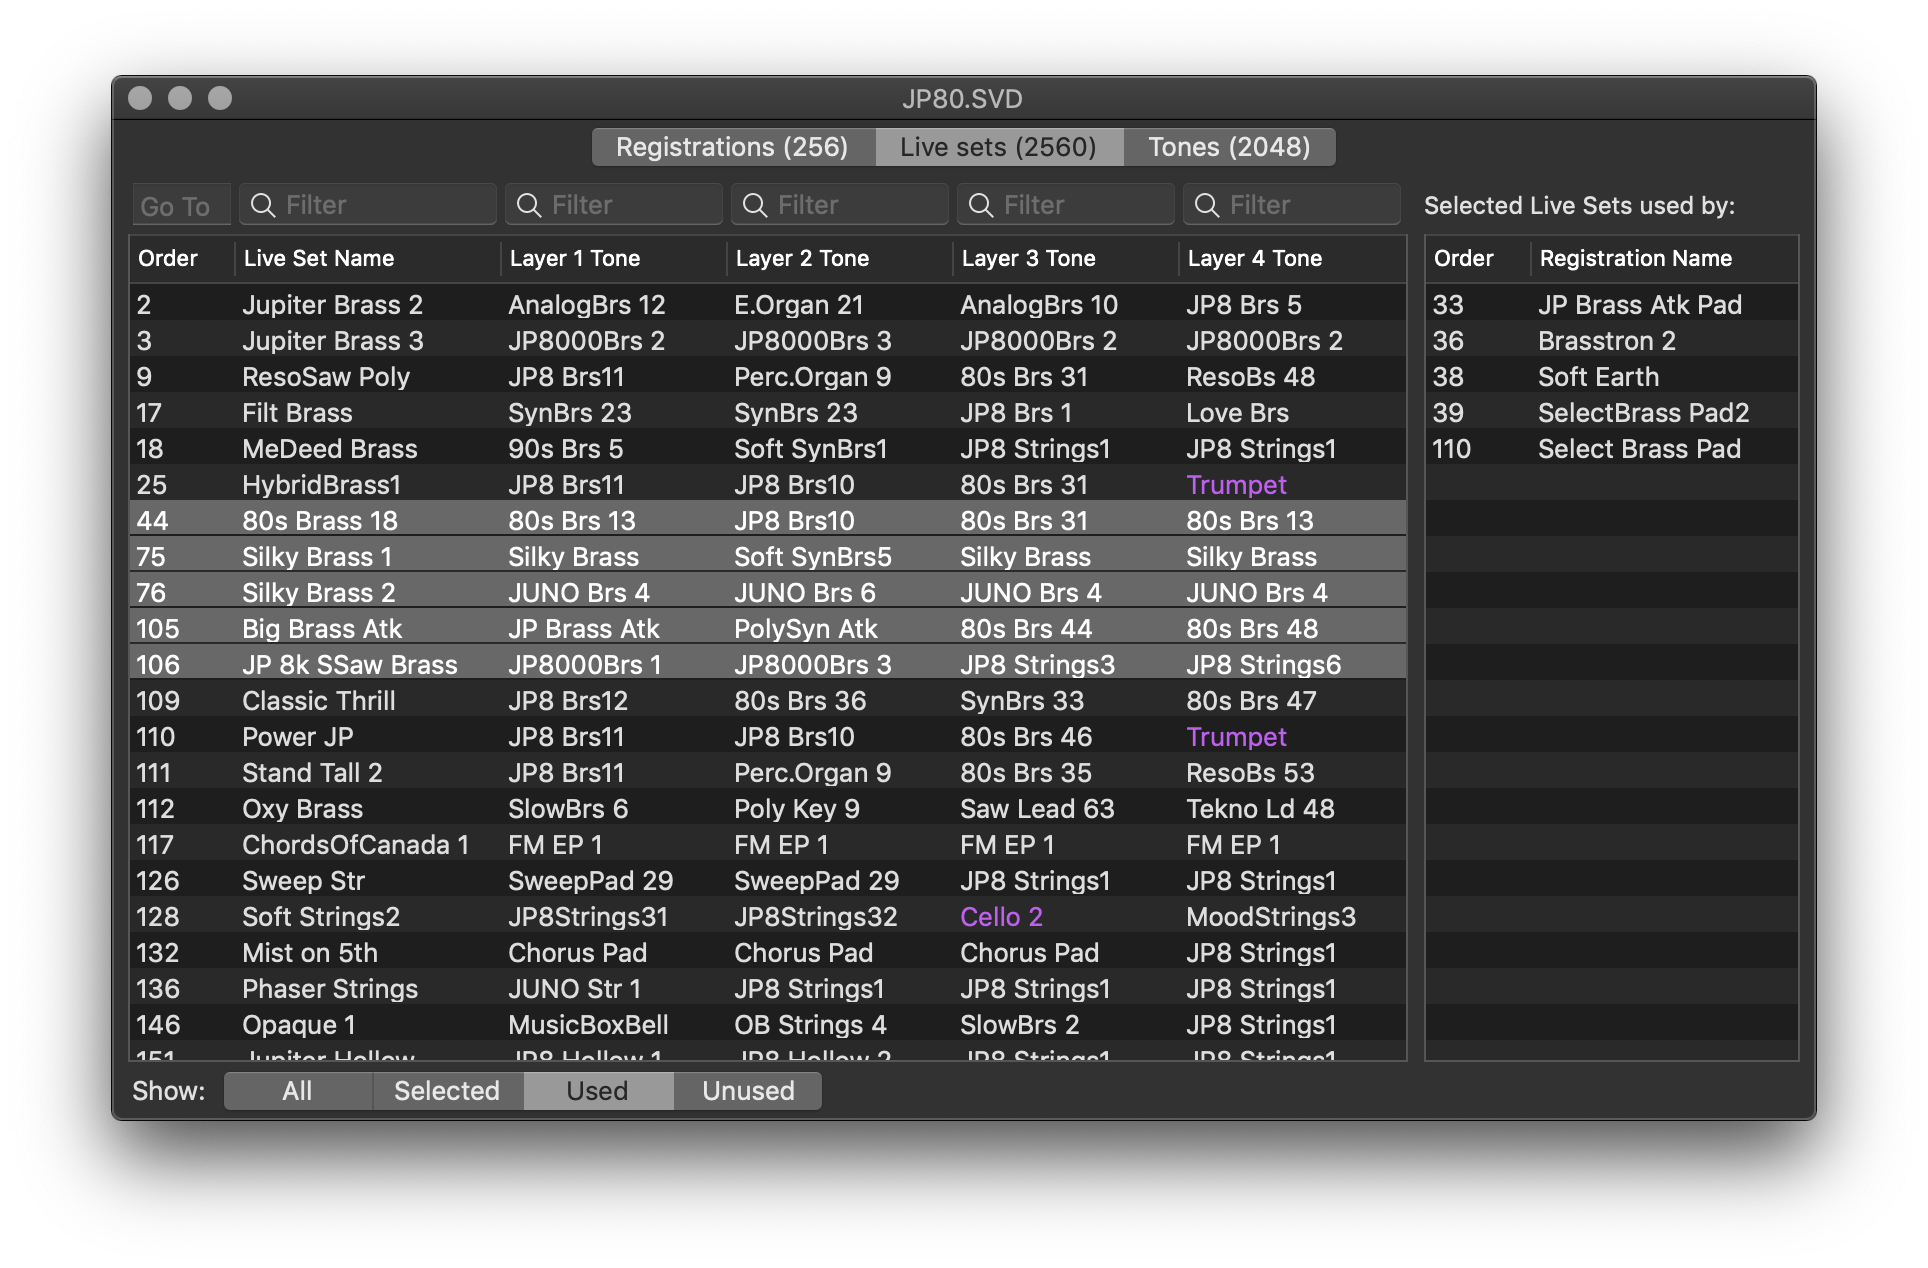 JP80.SVD
Registrations (256) Live sets (2560) Tones (2048)
Go To Filter Filter Filter Filter Filter Selected Live Sets used by:
Order Live Set Name Layer 1 Tone Layer 2 Tone Layer 3 Tone Layer 4 Tone Order Registration Name
2 Jupiter Brass 2 AnalogBrs 12 E.Organ 21 AnalogBrs 10 JP8 Brs 5 33 JP Brass Atk Pad
3 Jupiter Brass 3 JP8000Brs 2 JP8000Brs 3 JP8000Brs 2 JP8000Brs 2 36 Brasstron 2
9 ResoSaw Poly JP8 Brs11 Perc.Organ 9 80s Brs 31 ResoBs 48 38 Soft Earth
17 Filt Brass SynBrs 23 SynBrs 23 JP8 Brs 1 Love Brs 39 SelectBrass Pad2
18 MeDeed Brass 90s Brs 5 Soft SynBrs1 JP8 Strings1 JP8 Strings1 110 Select Brass Pad
25 HybridBrass1 JP8 Brs11 JP8 Brs10 80s Brs 31 Trumpet
44 80s Brass 18 80s Brs 13 JP8 Brs10 80s Brs 31 80s Brs 13
75 Silky Brass 1 Silky Brass Soft SynBrs5 Silky Brass Silky Brass
76 Silky Brass 2 JUNO Brs 4 JUNO Brs 6 JUNO Brs 4 JUNO Brs 4
105 Big Brass Atk JP Brass Atk PolySyn Atk 80s Brs 44 80s Brs 48
106 JP 8k SSaw Brass JP8000Brs 1 JP8000Brs 3 JP8 Strings3 JP8 Strings6
109 Classic Thrill JP8 Brs12 80s Brs 36 SynBrs 33 80s Brs 47
110 Power JP JP8 Brs11 JP8 Brs10 80s Brs 46 Trumpet
111 Stand Tall 2 JP8 Brs11 Perc.Organ 9 80s Brs 35 ResoBs 53
112 Oxy Brass SlowBrs 6 Poly Key 9 Saw Lead 63 Tekno Ld 48
117 ChordsOfCanada 1 FM EP 1 FM EP 1 FM EP 1 FM EP 1
126 Sweep Str SweepPad 29 SweepPad 29 JP8 Strings1 JP8 Strings1
128 Soft Strings2 JP8Strings31 JP8Strings32 Cello 2 MoodStrings3
132 Mist on 5th Chorus Pad Chorus Pad Chorus Pad JP8 Strings1
136 Phaser Strings JUNO Str 1 JP8 Strings1 JP8 Strings1 JP8 Strings1
146 Opaque 1 MusicBoxBell OB Strings 4 SlowBrs 2 JP8 Strings1
151 Jupiter Hollow JP8 Hollow 1 JP8 Hollow 2 JP8 Strings1 JP8 Strings1
Show: All Selected Used Unused